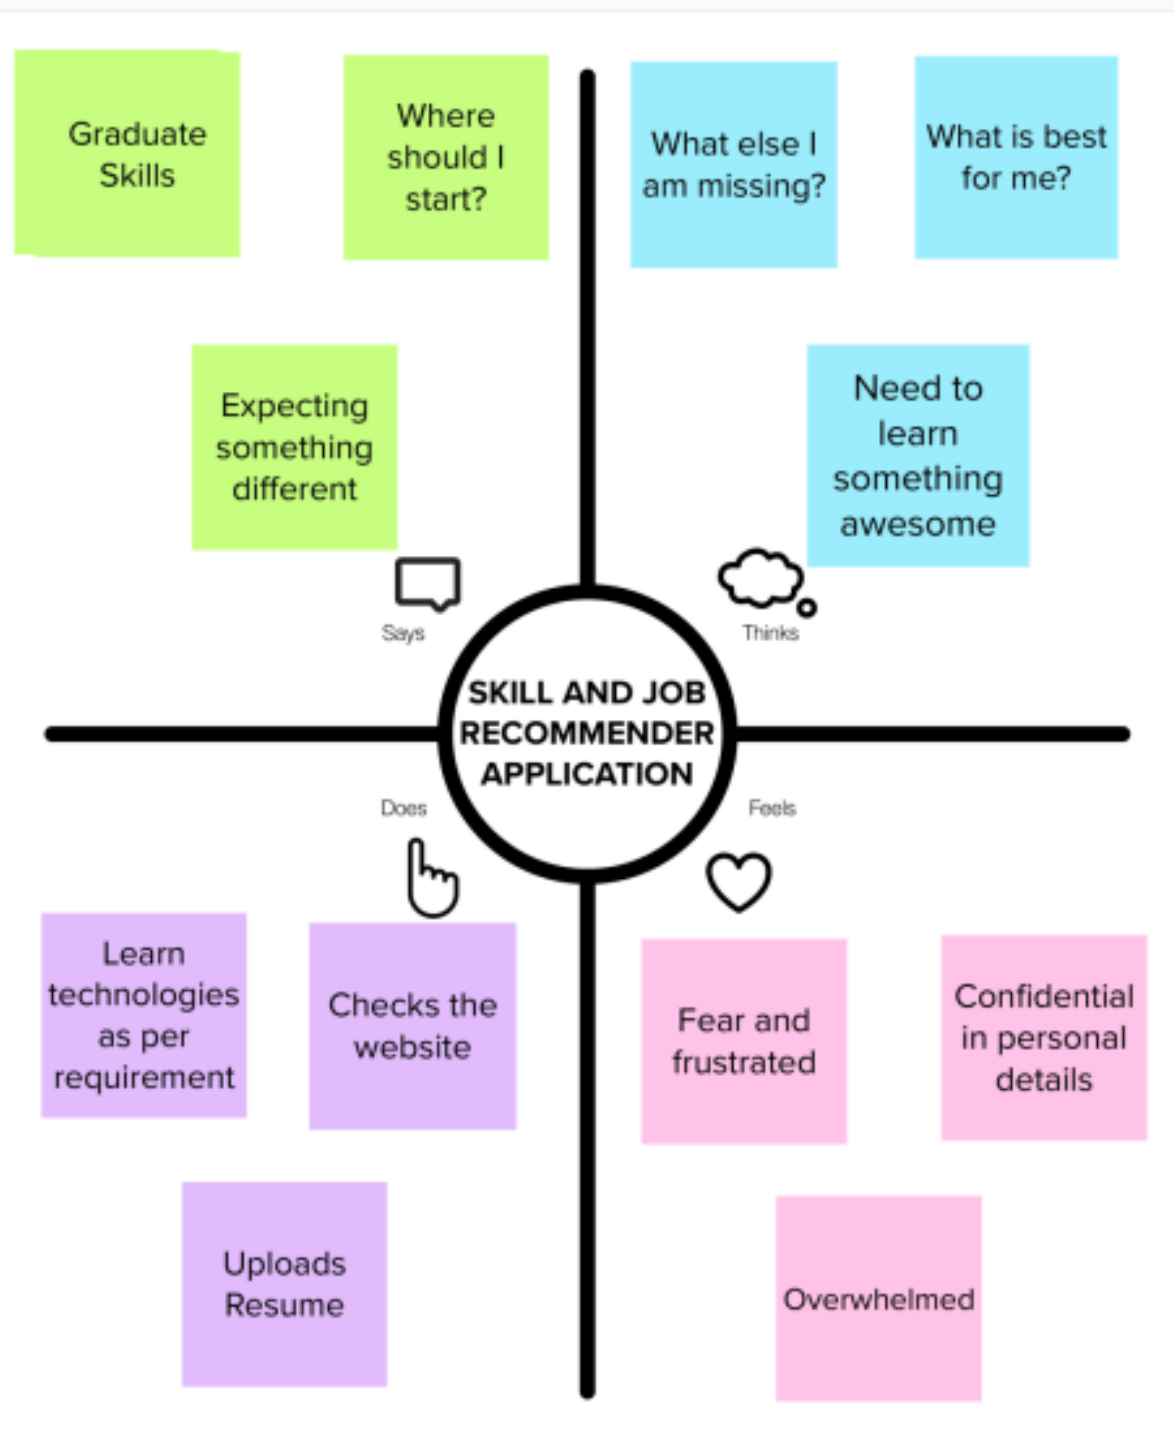 Graduate
Skills
Where
should I
start?
What else I
am missing?
What is best
for me?
Expecting
something
different
Need to
learn
something
awesome
Says
Thinks
SKILL AND JOB
RECOMMENDER
APPLICATION
Does
Feels
Learn
technologies
as per
requirement
Checks the
website
Fear and
frustrated
Confidential
in personal
details
Uploads
Resume
Overwhelmed